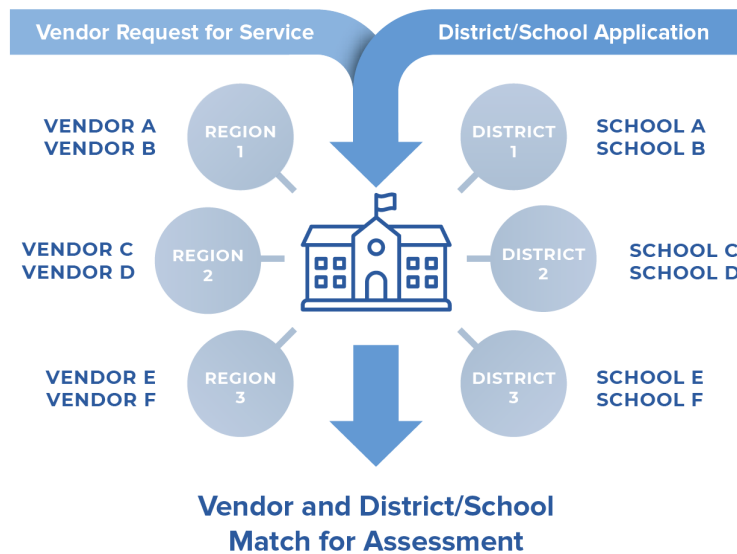 Vendor Request for Service
District/School Application
VENDOR A
VENDOR B
REGION
1
DISTRICT
1
SCHOOL A
SCHOOL B
VENDOR C
VENDOR D
REGION
2
DISTRICT
2
SCHOOL C
SCHOOL D
VENDOR E
VENDOR F
REGION
3
DISTRICT
3
SCHOOL E
SCHOOL F
Vendor and District/School
Match for Assessment